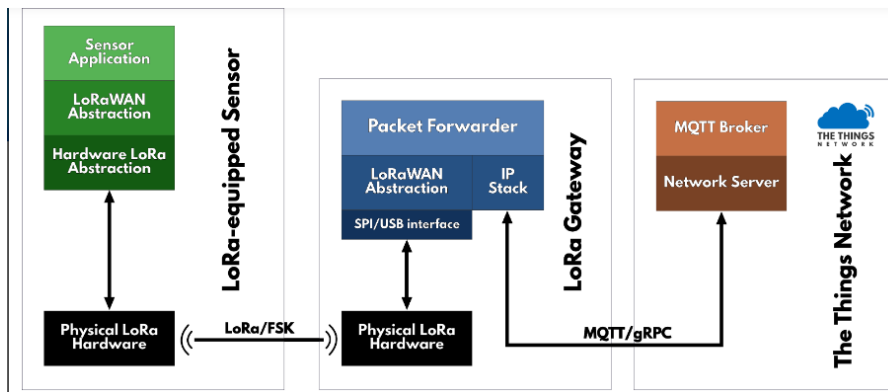 Sensor
Application
LoRaWAN
Abstraction
Hardware LoRa
Abstraction
Physical LoRa
Hardware
LoRa-equipped Sensor
LoRa/FSK
Packet Forwarder
LoRaWAN
Abstraction
IP
Stack
SPI/USB interface
Physical LoRa
Hardware
LoRa Gateway
MQTT/gRPC
MQTT Broker
Network Server
THE THINGS
NETWORK
The Things Network